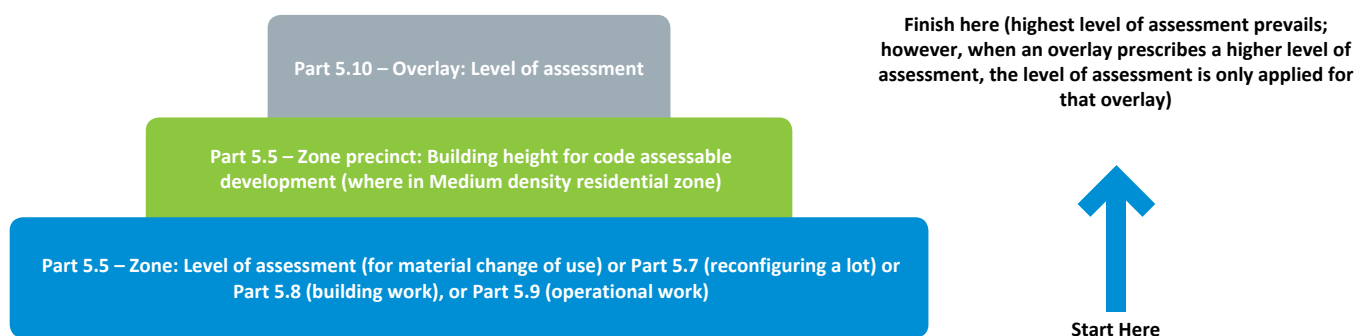 Part 5.10 – Overlay: Level of assessment
Part 5.5 – Zone precinct: Building height for code assessable
development (where in Medium density residential zone)
Part 5.5 – Zone: Level of assessment (for material change of use) or Part 5.7 (reconfiguring a lot) or
Part 5.8 (building work), or Part 5.9 (operational work)
Finish here (highest level of assessment prevails;
however, when an overlay prescribes a higher level of
assessment, the level of assessment is only applied for
that overlay)
Start Here